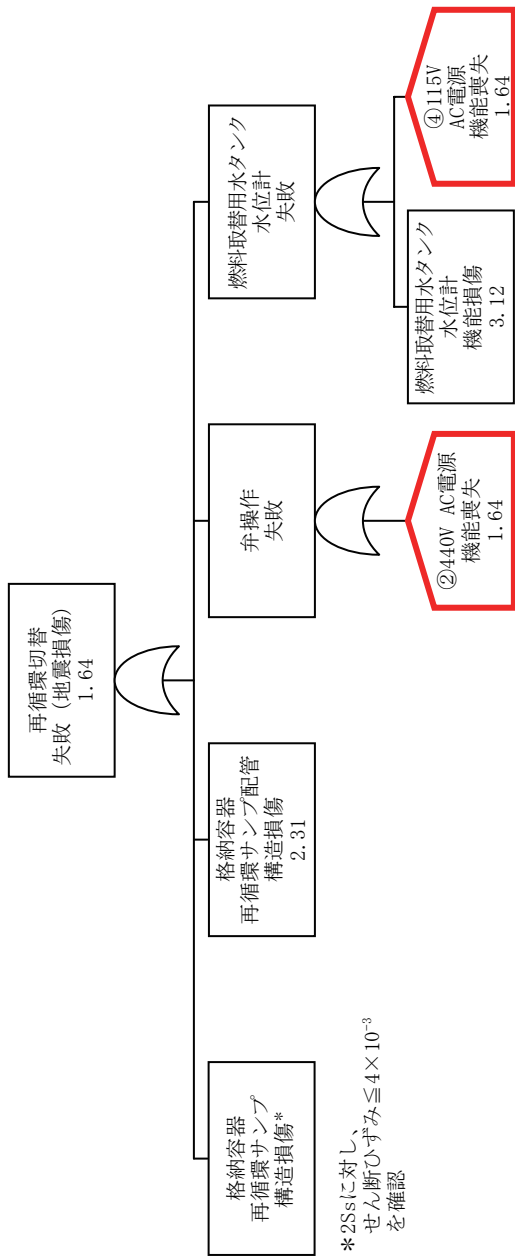 再循環切替
失敗（地震損傷）
1.64
格納容器
再循環サンプ
構造損傷*
格納容器
再循環サンプ配管
構造損傷
2.31
弁操作
失敗
燃料取替用水タンク
水位計
失敗
②440V AC電源
機能喪失
1.64
燃料取替用水タンク
水位計
機能損傷
3.12
④115V
AC電源
機能喪失
1.64
*2Ssに対し、
せん断ひずみ≦4×10⁻³
を確認